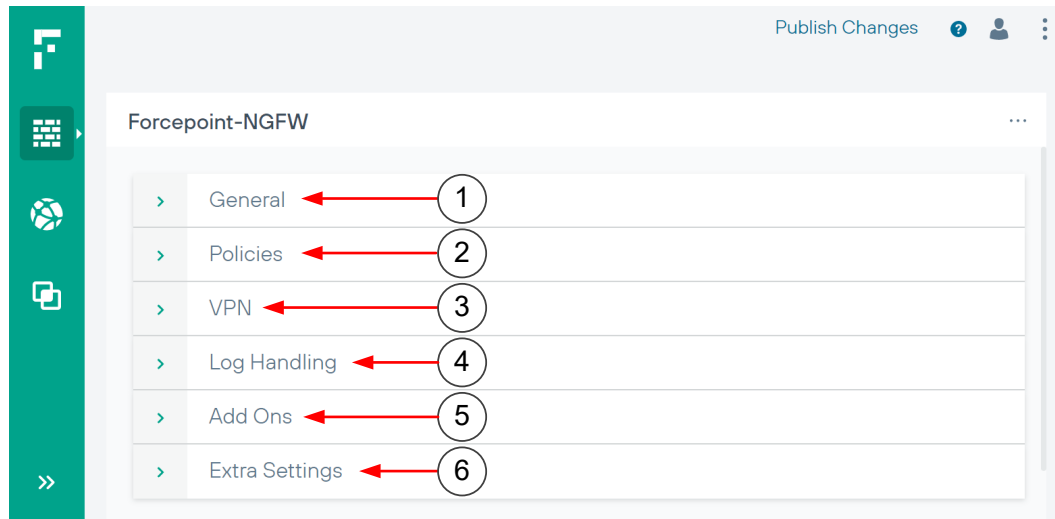 Publish Changes ?
Forcepoint-NGFW ...
General 1
Policies 2
VPN 3
Log Handling 4
Add Ons 5
Extra Settings 6